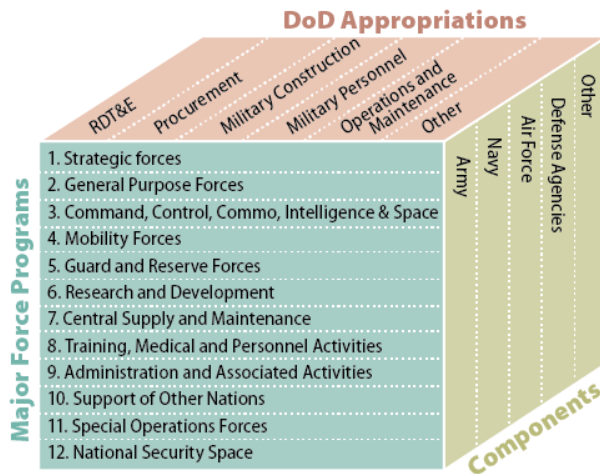 DoD Appropriations
RDT&E
Procurement
Military Construction
Military Personnel
Operations and
Maintenance
Other
Major Force Programs
1. Strategic forces
2. General Purpose Forces
3. Command, Control, Commo, Intelligence & Space
4. Mobility Forces
5. Guard and Reserve Forces
6. Research and Development
7. Central Supply and Maintenance
8. Training, Medical and Personnel Activities
9. Administration and Associated Activities
10. Support of Other Nations
11. Special Operations Forces
12. National Security Space
Army
Navy
Air Force
Defense Agencies
Other
Components